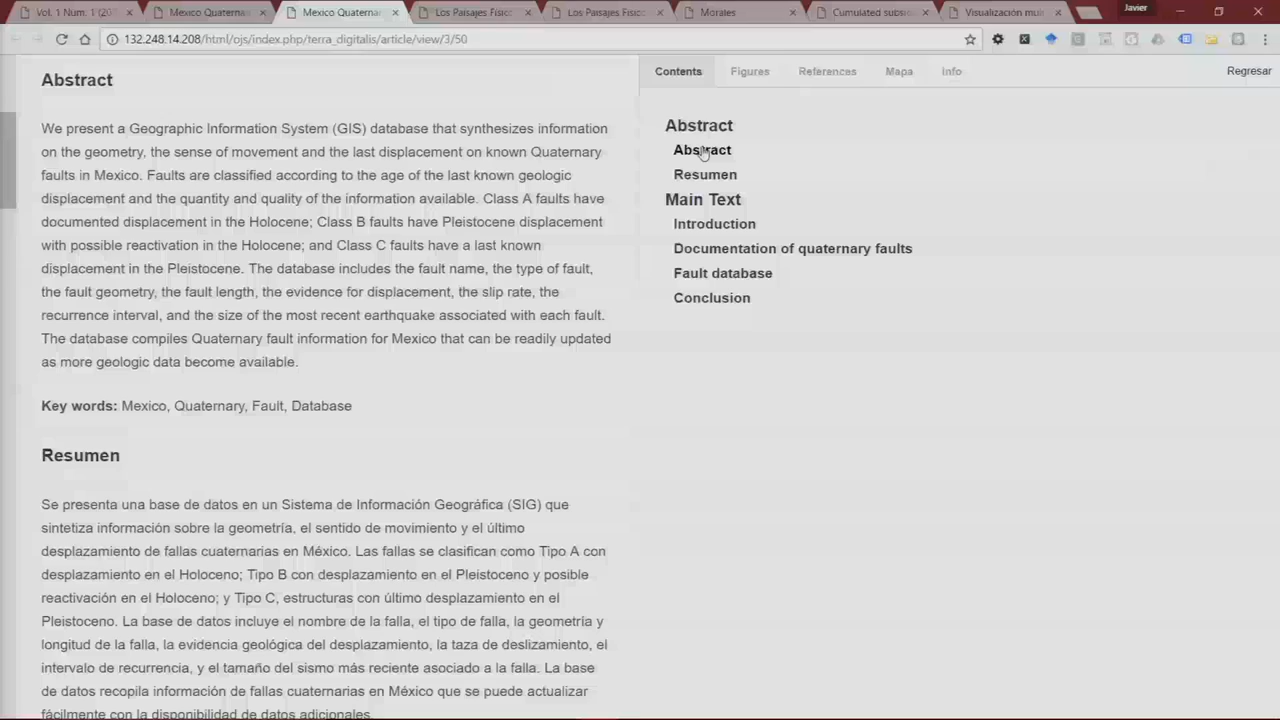 Vol. 1 Núm. 1 (201
Mexico Quaterna
Mexico Quaterna
Los Paisajes Físic
Los Paisajes Físic
Morales
Cumulated subsi
Visualización mul
Javier
132.248.14.208/html/ojs/index.php/terra_digitalis/article/view/3/50
Contents
Figures
References
Mapa
Info
Regresar
Abstract
We present a Geographic Information System (GIS) database that synthesizes information
on the geometry, the sense of movement and the last displacement on known Quaternary
faults in Mexico. Faults are classified according to the age of the last known geologic
displacement and the quantity and quality of the information available. Class A faults have
documented displacement in the Holocene; Class B faults have Pleistocene displacement
with possible reactivation in the Holocene; and Class C faults have a last known
displacement in the Pleistocene. The database includes the fault name, the type of fault,
the fault geometry, the fault length, the evidence for displacement, the slip rate, the
recurrence interval, and the size of the most recent earthquake associated with each fault.
The database compiles Quaternary fault information for Mexico that can be readily updated
as more geologic data become available.
Key words: Mexico, Quaternary, Fault, Database
Resumen
Se presenta una base de datos en un Sistema de Información Geográfica (SIG) que
sintetiza información sobre la geometría, el sentido de movimiento y el último
desplazamiento de fallas cuaternarias en México. Las fallas se clasifican como Tipo A con
desplazamiento en el Holoceno; Tipo B con desplazamiento en el Pleistoceno y posible
reactivación en el Holoceno; y Tipo C, estructuras con último desplazamiento en el
Pleistoceno. La base de datos incluye el nombre de la falla, el tipo de falla, la geometría y
longitud de la falla, la evidencia geológica del desplazamiento, la taza de deslizamiento, el
intervalo de recurrencia, y el tamaño del sismo más reciente asociado a la falla. La base
de datos recopila información de fallas cuaternarias en México que se puede actualizar
fácilmente con la disponibilidad de datos adicionales.
Abstract
Abstract
Resumen
Main Text
Introduction
Documentation of quaternary faults
Fault database
Conclusion